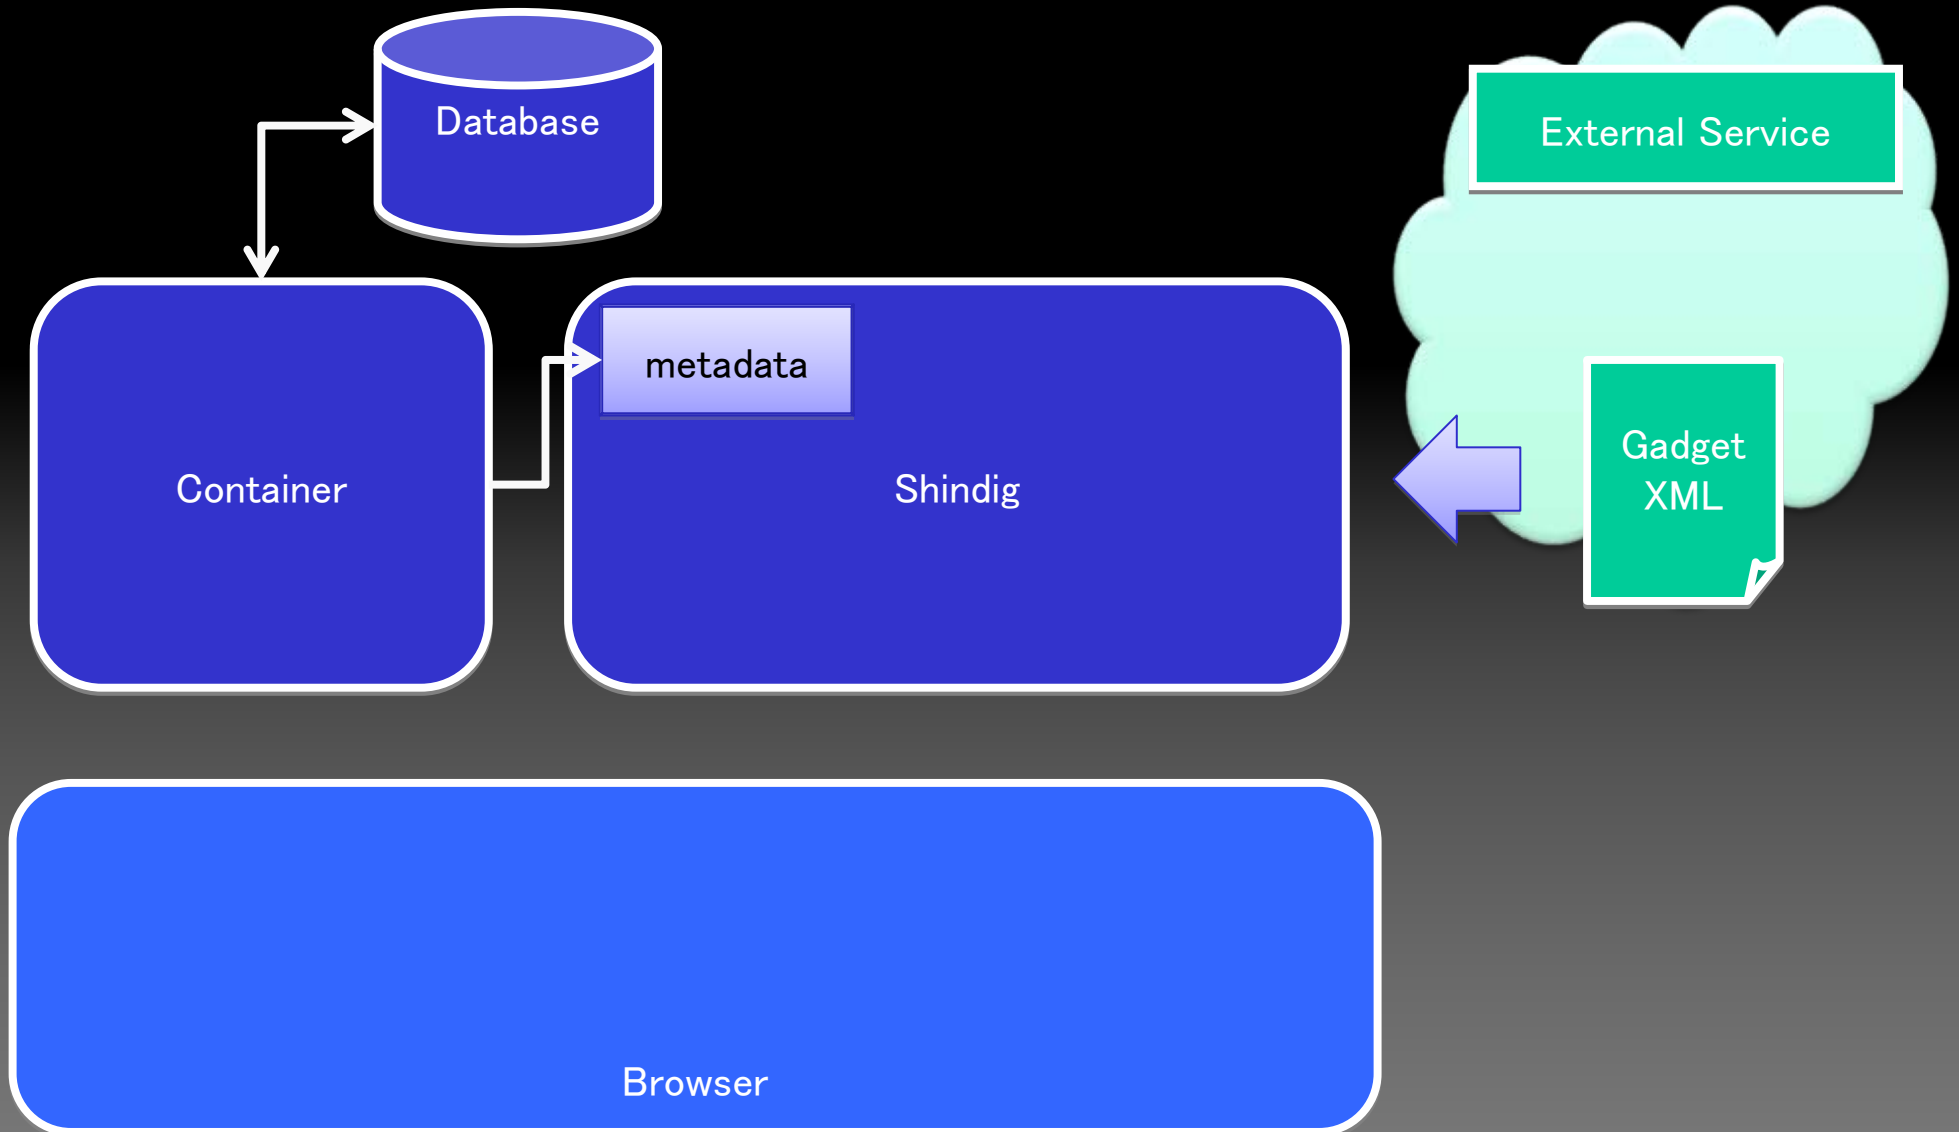 Database
External Service
metadata
Container
Shindig
Gadget
XML
Browser